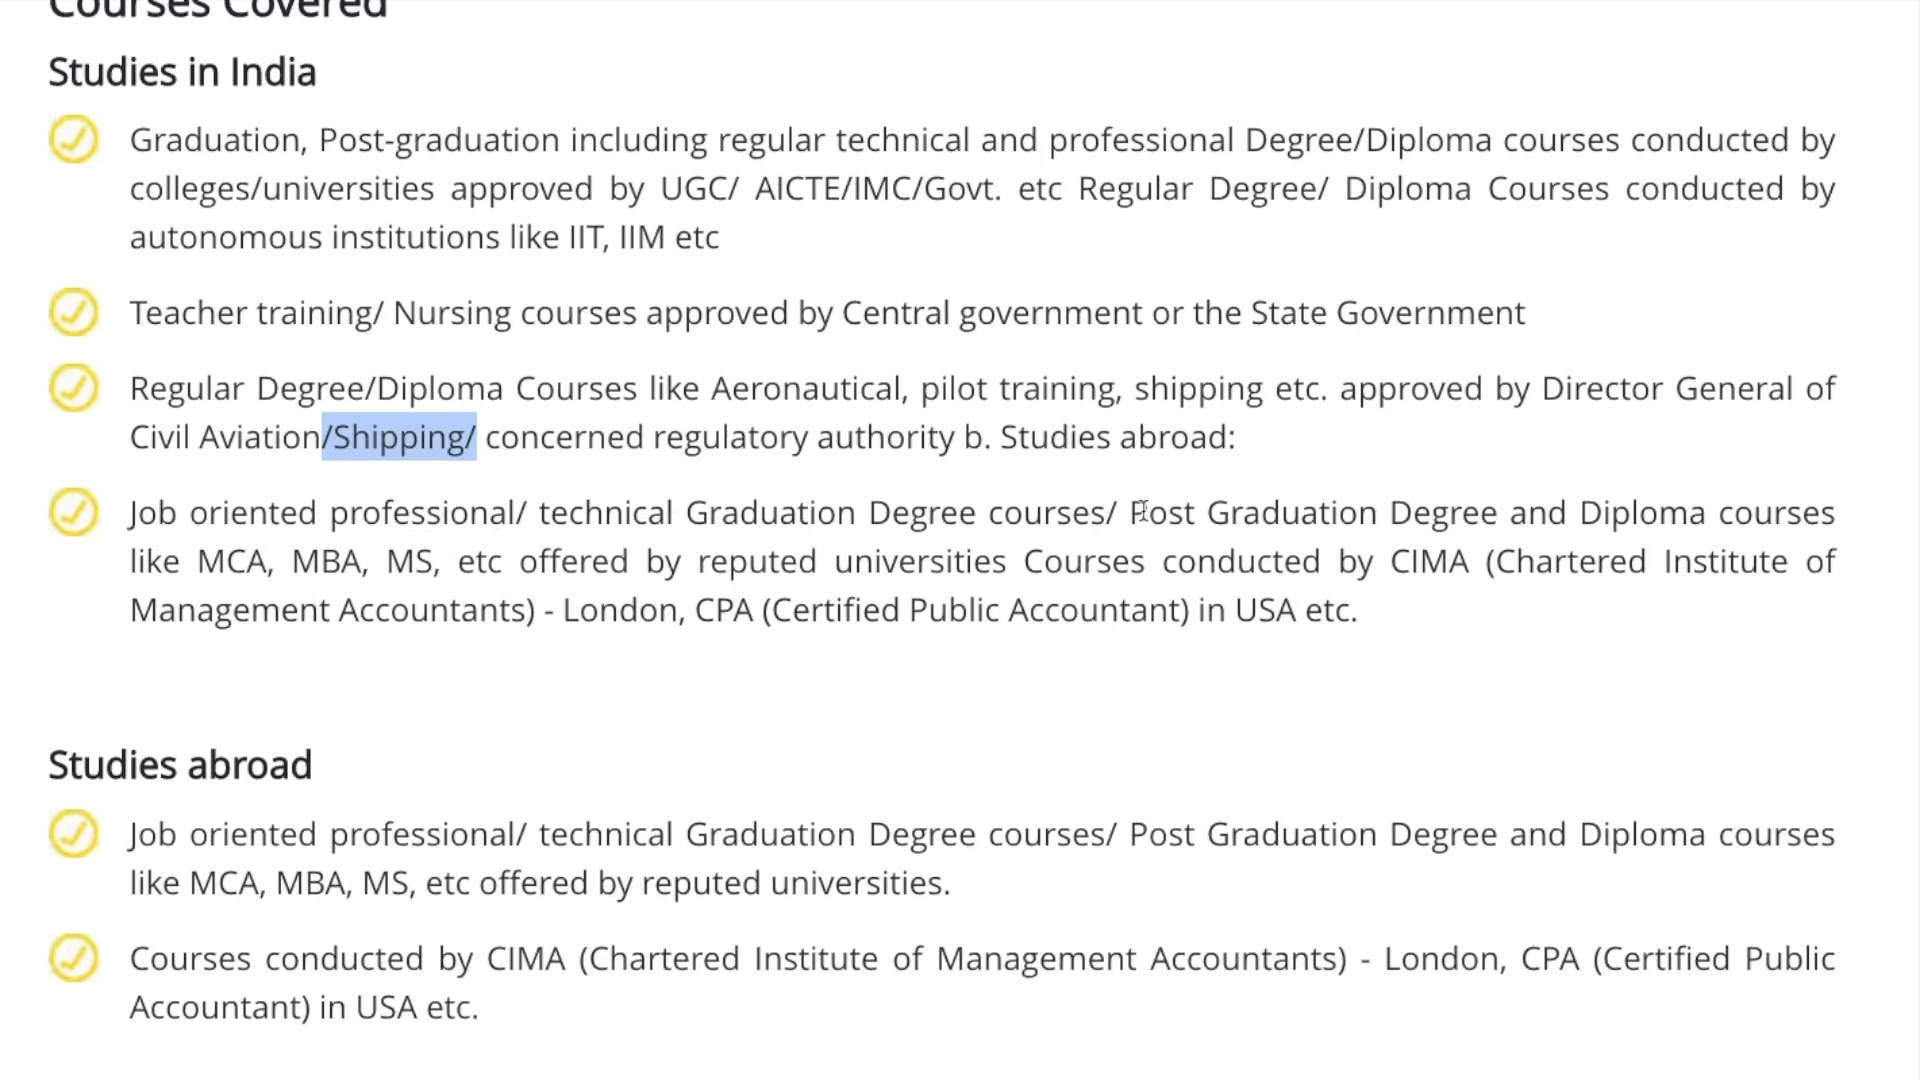 Courses Covered
Studies in India
Graduation, Post-graduation including regular technical and professional Degree/Diploma courses conducted by
colleges/universities approved by UGC/ AICTE/IMC/Govt. etc Regular Degree/ Diploma Courses conducted by
autonomous institutions like IIT, IIM etc
Teacher training/ Nursing courses approved by Central government or the State Government
Regular Degree/Diploma Courses like Aeronautical, pilot training, shipping etc. approved by Director General of
Civil Aviation/Shipping/ concerned regulatory authority b. Studies abroad:
Job oriented professional/ technical Graduation Degree courses/ Post Graduation Degree and Diploma courses
like MCA, MBA, MS, etc offered by reputed universities Courses conducted by CIMA (Chartered Institute of
Management Accountants) - London, CPA (Certified Public Accountant) in USA etc.
Studies abroad
Job oriented professional/ technical Graduation Degree courses/ Post Graduation Degree and Diploma courses
like MCA, MBA, MS, etc offered by reputed universities.
Courses conducted by CIMA (Chartered Institute of Management Accountants) - London, CPA (Certified Public
Accountant) in USA etc.